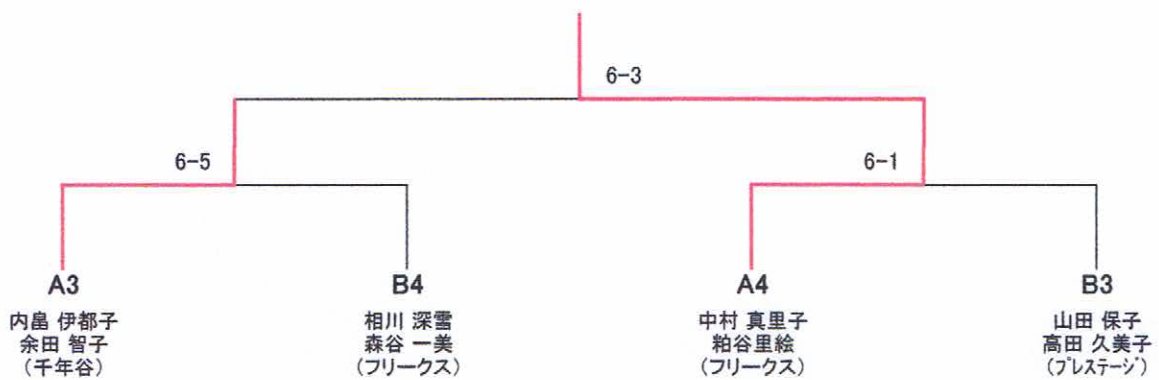 6-3
6-5
6-1
A3
内畠 伊都子
余田 智子
(千年谷)
B4
相川 深雪
森谷 一美
(フリークス)
A4
中村 真里子
粕谷里絵
(フリークス)
B3
山田 保子
高田 久美子
(プレステージ)